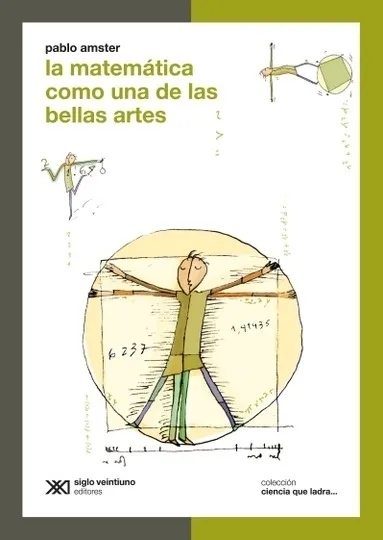 pablo amster
la matemática
como una de las
bellas artes
6237
1,41435
siglo veintiuno
editores
colección
ciencia que ladra...